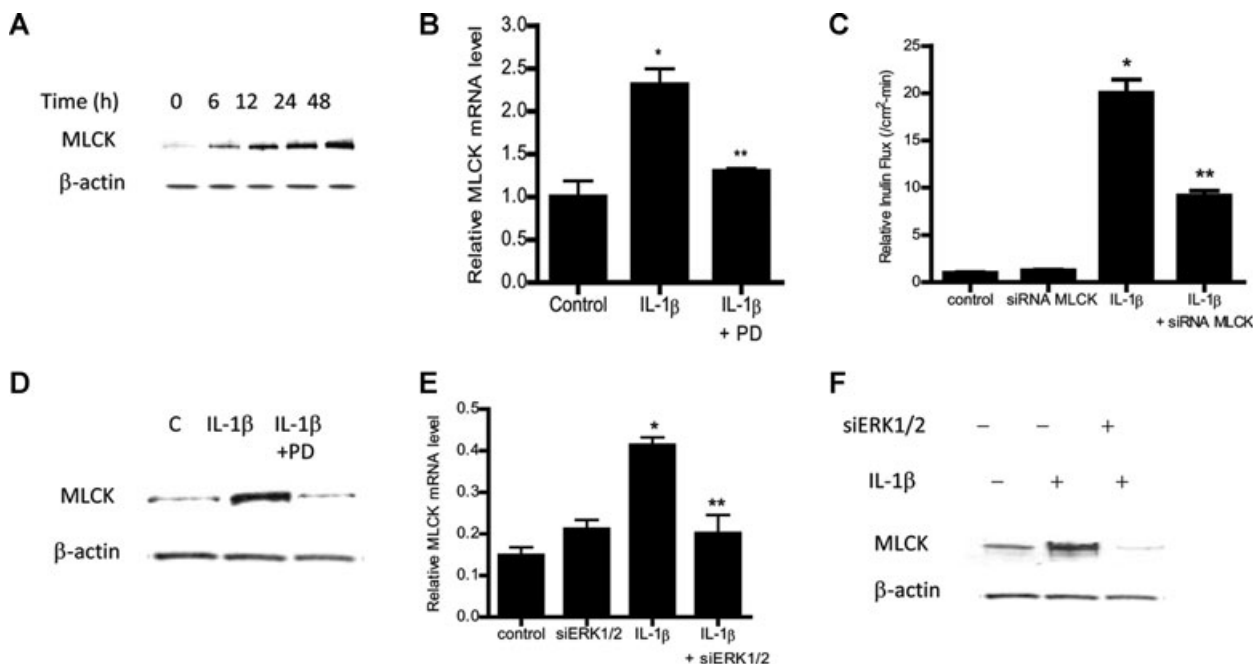 A
Time (h) 0 6 12 24 48
MLCK
β-actin
B
Relative MLCK mRNA level
3.0
2.5
2.0
1.5
1.0
0.5
0.0
*
**
Control IL-1β IL-1β
+ PD
C
Relative Inulin Flux (/cm²-min)
25
20
15
10
5
0
*
**
control siRNA MLCK IL-1β IL-1β
+ siRNA MLCK
D
C IL-1β IL-1β
+PD
MLCK
β-actin
E
Relative MLCK mRNA level
0.5
0.4
0.3
0.2
0.1
0.0
*
**
control siERK1/2 IL-1β IL-1β
+ siERK1/2
F
siERK1/2 − − +
IL-1β − + +
MLCK
β-actin